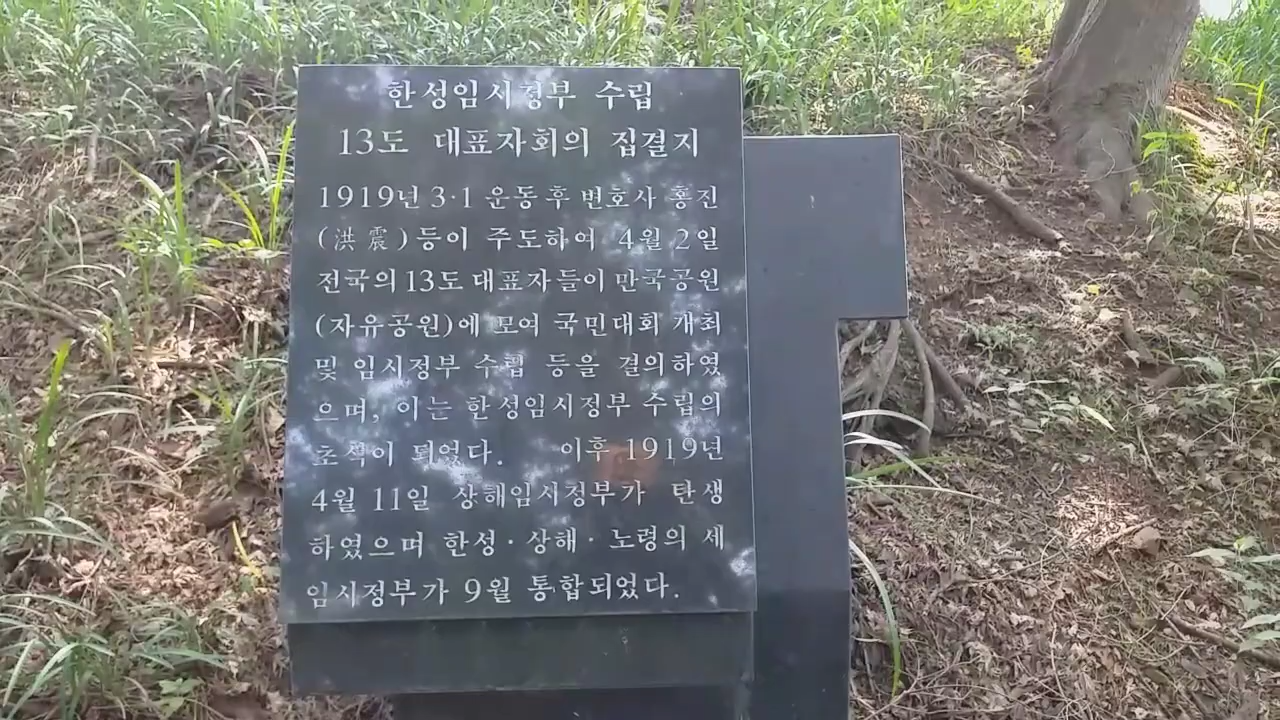 한성임시정부 수립
13도 대표자회의 집결지
1919년 3·1 운동 후 변호사 홍진
(洪震)등이 주도하여 4월 2일
전국의 13도 대표자들이 만국공원
(자유공원)에 모여 국민대회 개최
및 임시정부 수립 등을 결의하였
으며, 이는 한성임시정부 수립의
초석이 되었다. 이후 1919년
4월 11일 상해임시정부가 탄생
하였으며 한성·상해·노령의 세
임시정부가 9월 통합되었다.